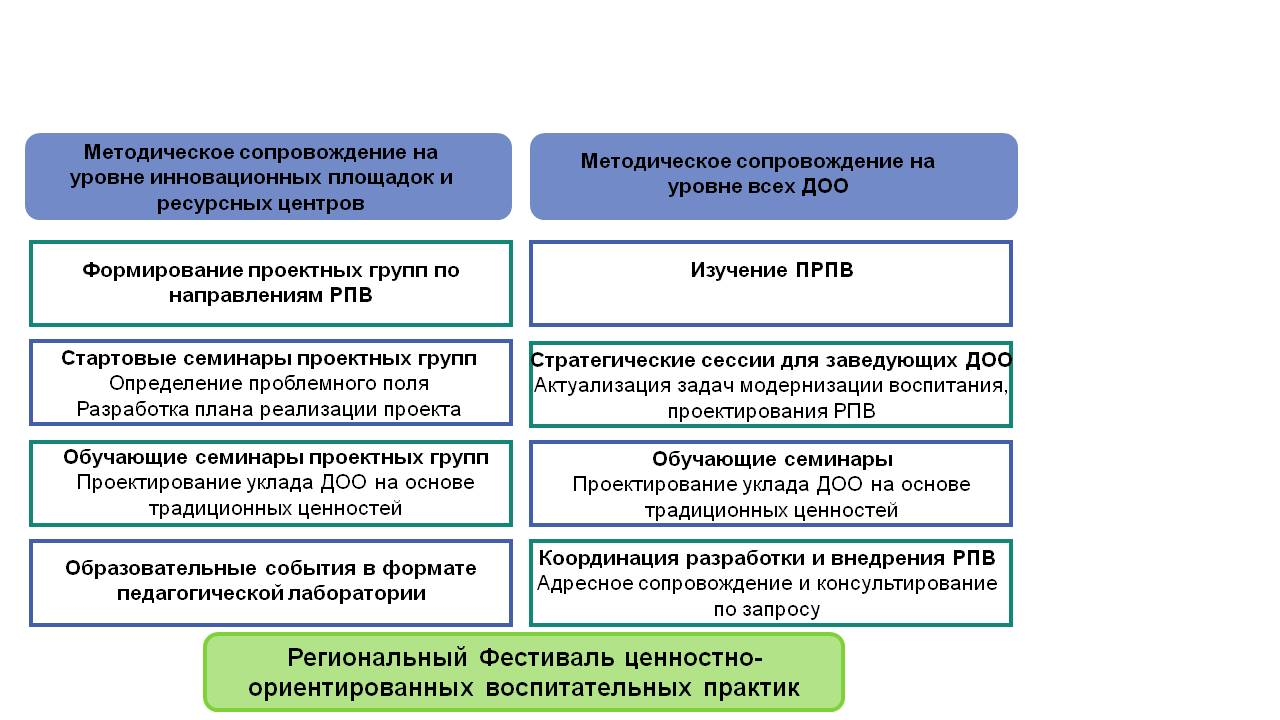 Методическое сопровождение на
уровне инновационных площадок и
ресурсных центров
Методическое сопровождение на
уровне всех ДОО
Формирование проектных групп по
направлениям РПВ
Изучение ПРПВ
Стартовые семинары проектных групп
Определение проблемного поля
Разработка плана реализации проекта
Стратегические сессии для заведующих ДОО
Актуализация задач модернизации воспитания,
проектирования РПВ
Обучающие семинары проектных групп
Проектирование уклада ДОО на основе
традиционных ценностей
Обучающие семинары
Проектирование уклада ДОО на основе
традиционных ценностей
Образовательные события в формате
педагогической лаборатории
Координация разработки и внедрения РПВ
Адресное сопровождение и консультирование
по запросу
Региональный Фестиваль ценностно-
ориентированных воспитательных практик